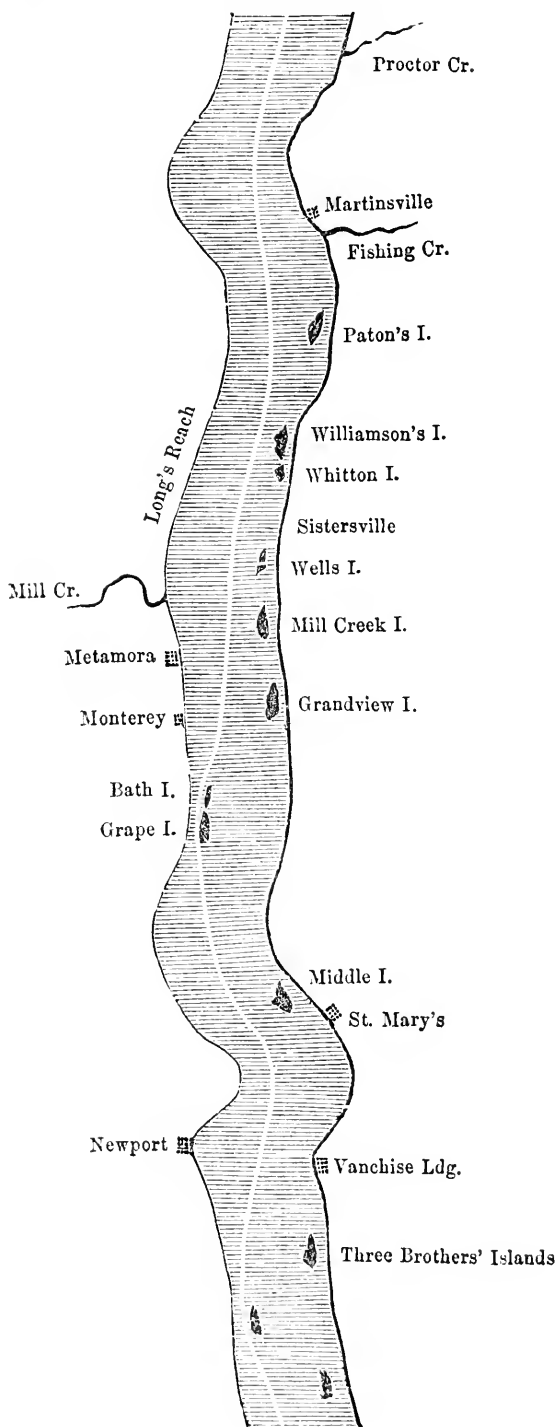 Proctor Cr.
Martinsville
Fishing Cr.
Paton's I.
Long's Reach
Williamson's I.
Whitton I.
Sistersville
Wells I.
Mill Cr.
Mill Creek I.
Metamora
Grandview I.
Monterey
Bath I.
Grape I.
Middle I.
St. Mary's
Newport
Vanchise Ldg.
Three Brothers' Islands